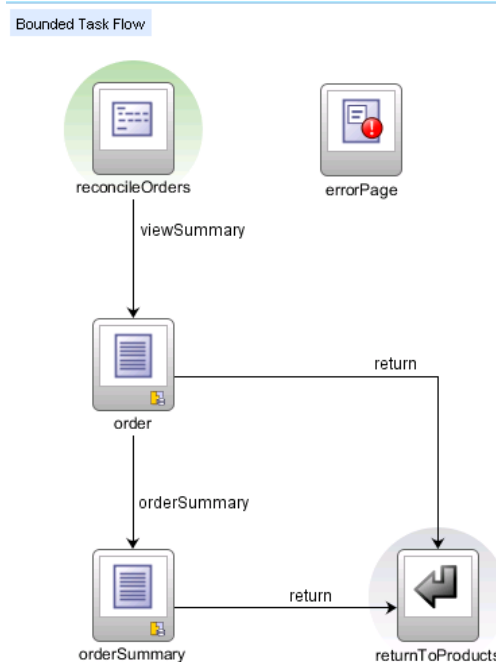 Bounded Task Flow
reconcileOrders
errorPage
viewSummary
return
order
orderSummary
return
orderSummary
returnToProducts